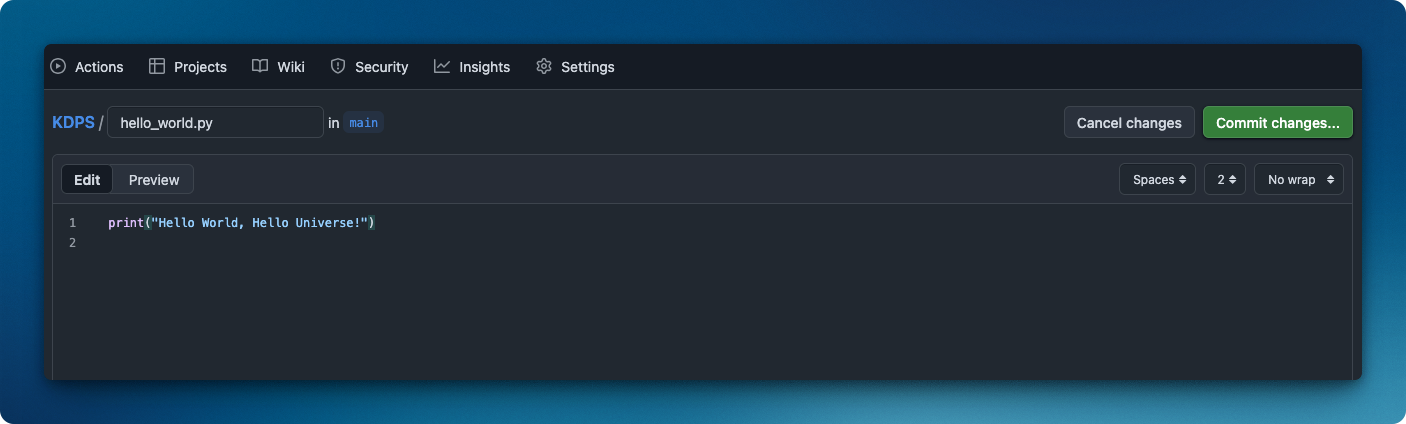 Actions Projects Wiki Security Insights Settings
KDPS / hello_world.py in main Cancel changes Commit changes...
Edit Preview Spaces 2 No wrap
1 print("Hello World, Hello Universe!")
2